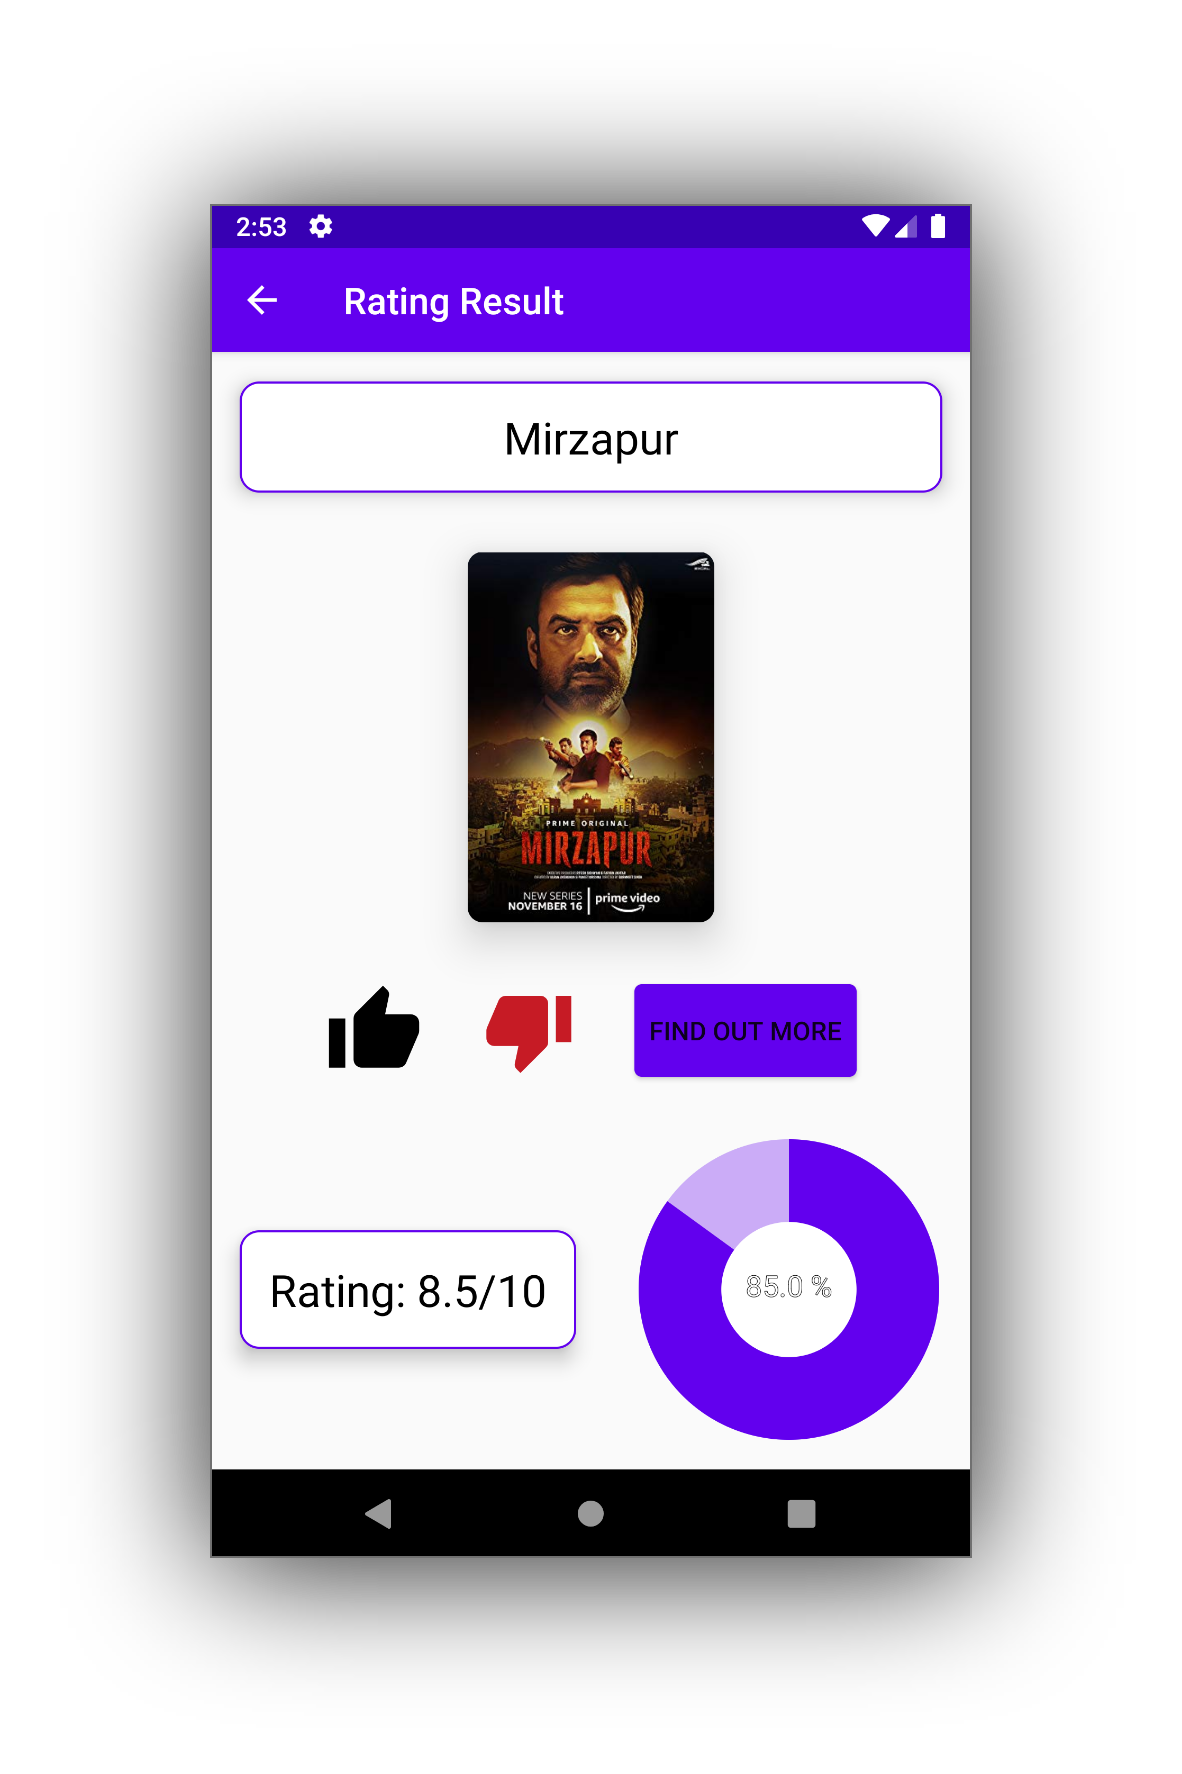 2:53
Rating Result
Mirzapur
PRIME ORIGINAL
MIRZAPUR
NEW SERIES
NOVEMBER 16
prime video
FIND OUT MORE
Rating: 8.5/10
85.0 %